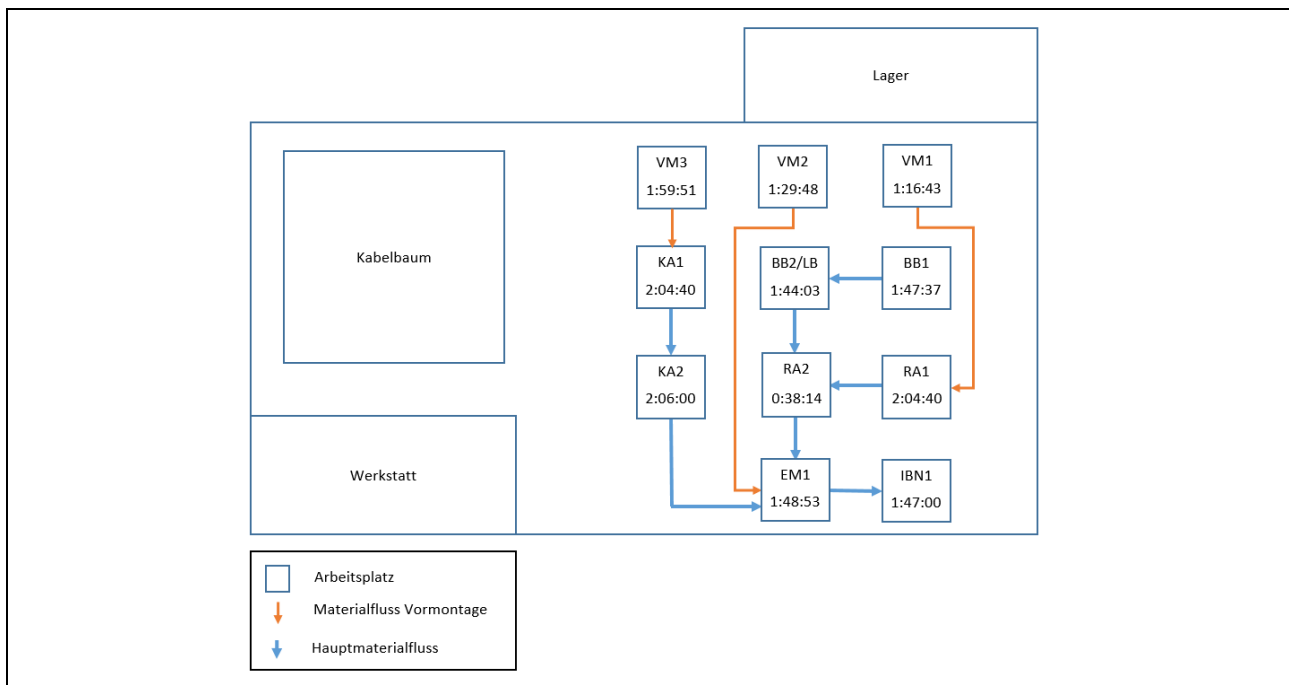 Lager
VM3
1:59:51
VM2
1:29:48
VM1
1:16:43
Kabelbaum
KA1
2:04:40
BB2/LB
1:44:03
BB1
1:47:37
KA2
2:06:00
RA2
0:38:14
RA1
2:04:40
Werkstatt
EM1
1:48:53
IBN1
1:47:00
Arbeitsplatz
Materialfluss Vormontage
Hauptmaterialfluss